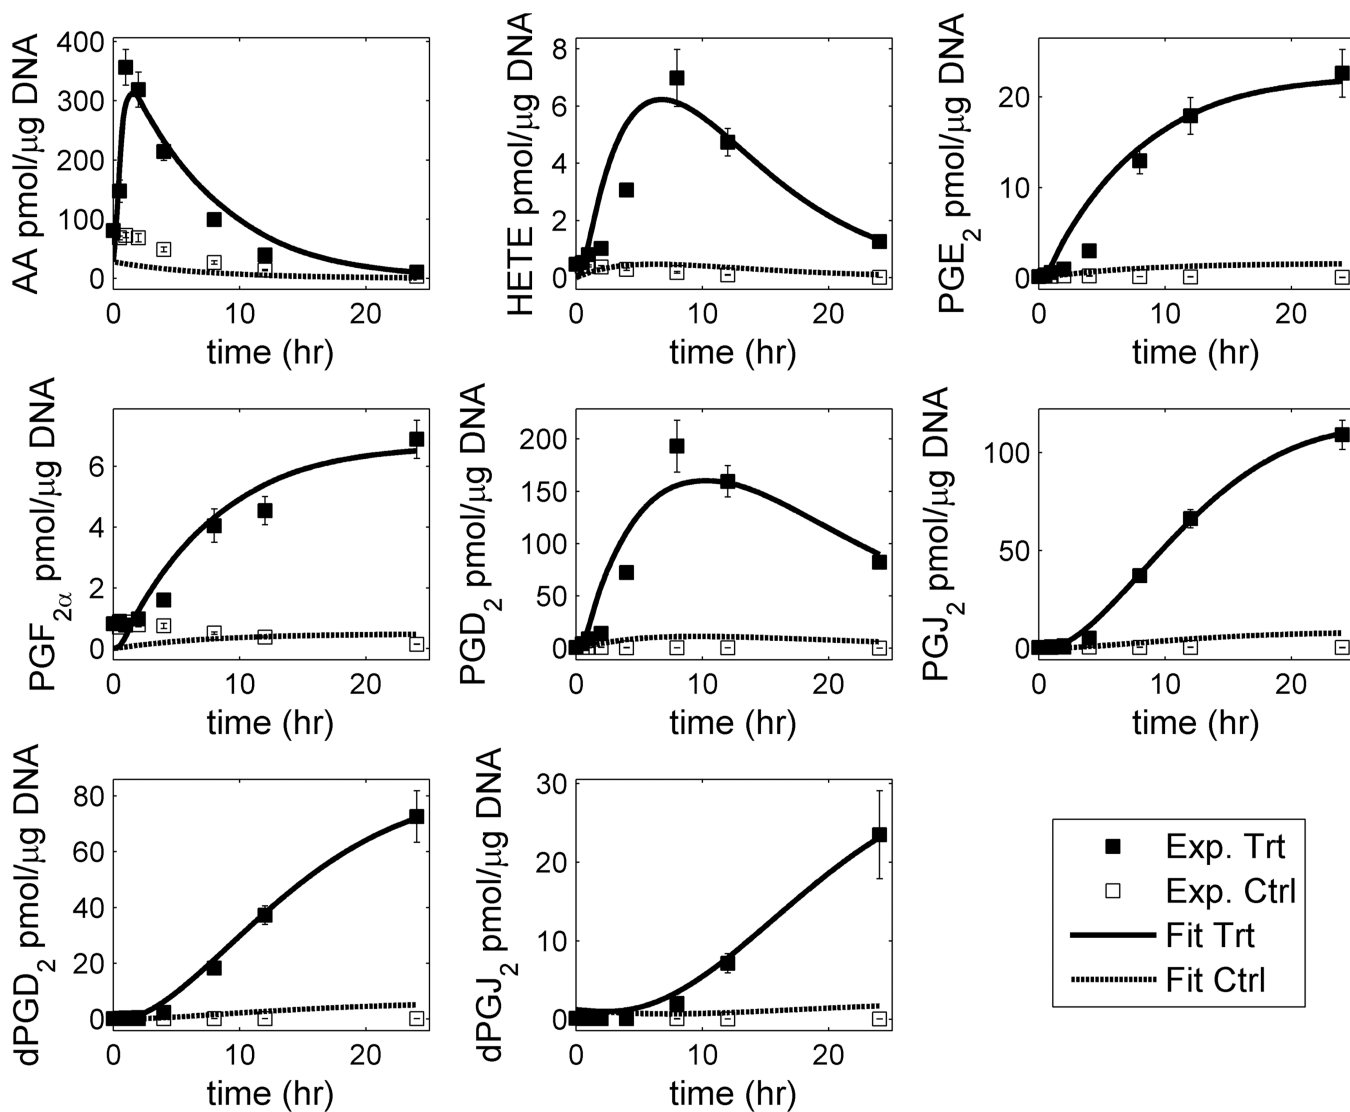 AA pmol/μg DNA
400
300
200
100
0
0 10 20
time (hr)
HETE pmol/μg DNA
8
6
4
2
0
0 10 20
time (hr)
PGE2 pmol/μg DNA
20
10
0
0 10 20
time (hr)
PGF2α pmol/μg DNA
6
4
2
0
0 10 20
time (hr)
PGD2 pmol/μg DNA
200
150
100
50
0
0 10 20
time (hr)
PGJ2 pmol/μg DNA
100
50
0
0 10 20
time (hr)
dPGD2 pmol/μg DNA
80
60
40
20
0
0 10 20
time (hr)
dPGJ2 pmol/μg DNA
30
20
10
0
0 10 20
time (hr)
Exp. Trt
Exp. Ctrl
Fit Trt
Fit Ctrl